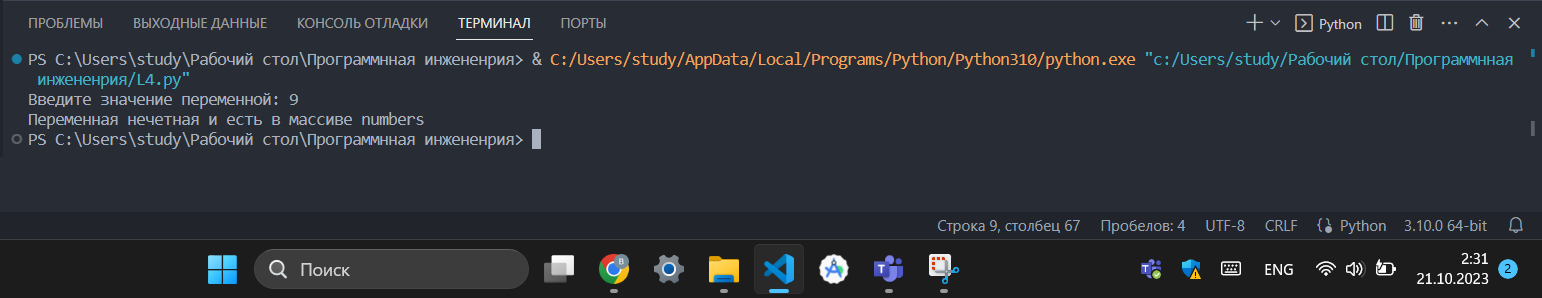 ПРОБЛЕМЫ ВЫХОДНЫЕ ДАННЫЕ КОНСОЛЬ ОТЛАДКИ ТЕРМИНАЛ ПОРТЫ Python
PS C:\Users\study\Рабочий стол\Программнная инжененрия> & C:/Users/study/AppData/Local/Programs/Python/Python310/python.exe "c:/Users/study/Рабочий стол/Программнная
инжененрия/L4.py"
Введите значение переменной: 9
Переменная нечетная и есть в массиве numbers
PS C:\Users\study\Рабочий стол\Программнная инжененрия>
Строка 9, столбец 67 Пробелов: 4 UTF-8 CRLF Python 3.10.0 64-bit
Поиск B ENG 2:31 2
21.10.2023